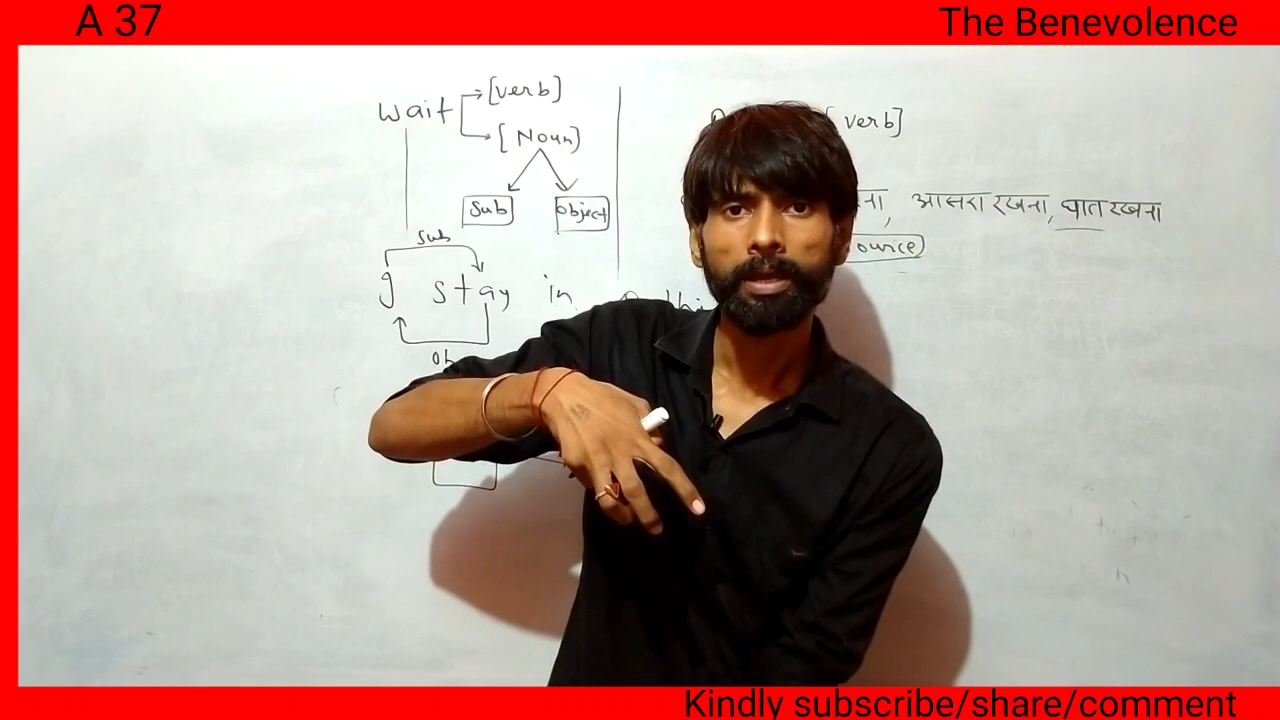 A 37
The Benevolence
wait
[verb]
[Noun]
verb]
sub
object
आसरा रखना, घात रखना
sub
I stay in
Kindly subscribe/share/comment